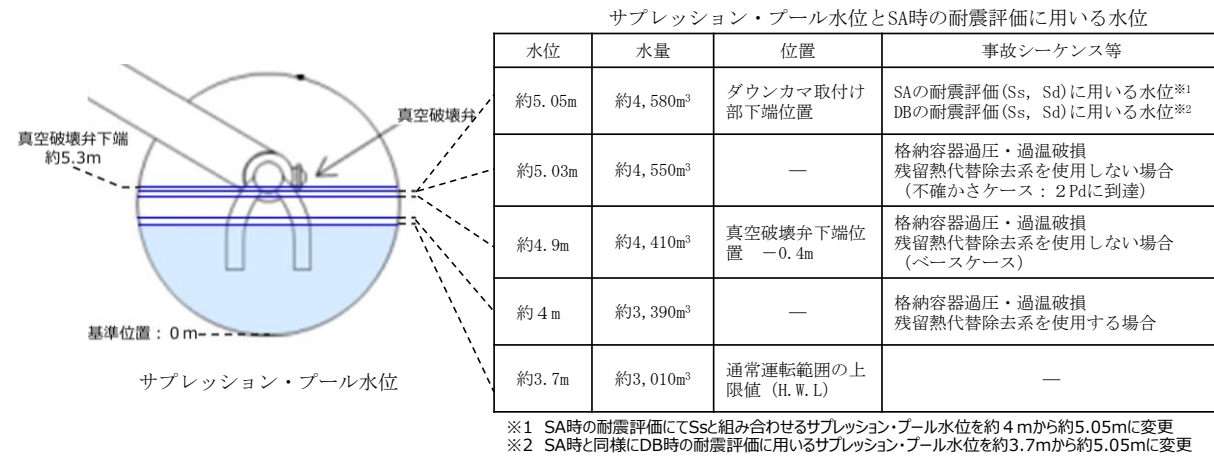 サプレッション・プール水位とSA時の耐震評価に用いる水位
水位 水量 位置 事故シーケンス等
約5.05m 約4,580m³ ダウンカマ取付け
部下端位置
SAの耐震評価(Ss, Sd)に用いる水位※1
DBの耐震評価(Ss, Sd)に用いる水位※2
約5.03m 約4,550m³ ―
格納容器過圧・過温破損
残留熱代替除去系を使用しない場合
(不確かさケース：２Pdに到達)
約4.9m 約4,410m³ 真空破壊弁下端位
置 －0.4m
格納容器過圧・過温破損
残留熱代替除去系を使用しない場合
(ベースケース)
約４m 約3,390m³ ―
格納容器過圧・過温破損
残留熱代替除去系を使用する場合
約3.7m 約3,010m³ 通常運転範囲の上
限値 (H.W.L)
―
真空破壊弁
真空破壊弁下端
約5.3m
基準位置：０m
サプレッション・プール水位
※1 SA時の耐震評価にてSsと組み合わせるサプレッション・プール水位を約４mから約5.05mに変更
※2 SA時と同様にDB時の耐震評価に用いるサプレッション・プール水位を約3.7mから約5.05mに変更